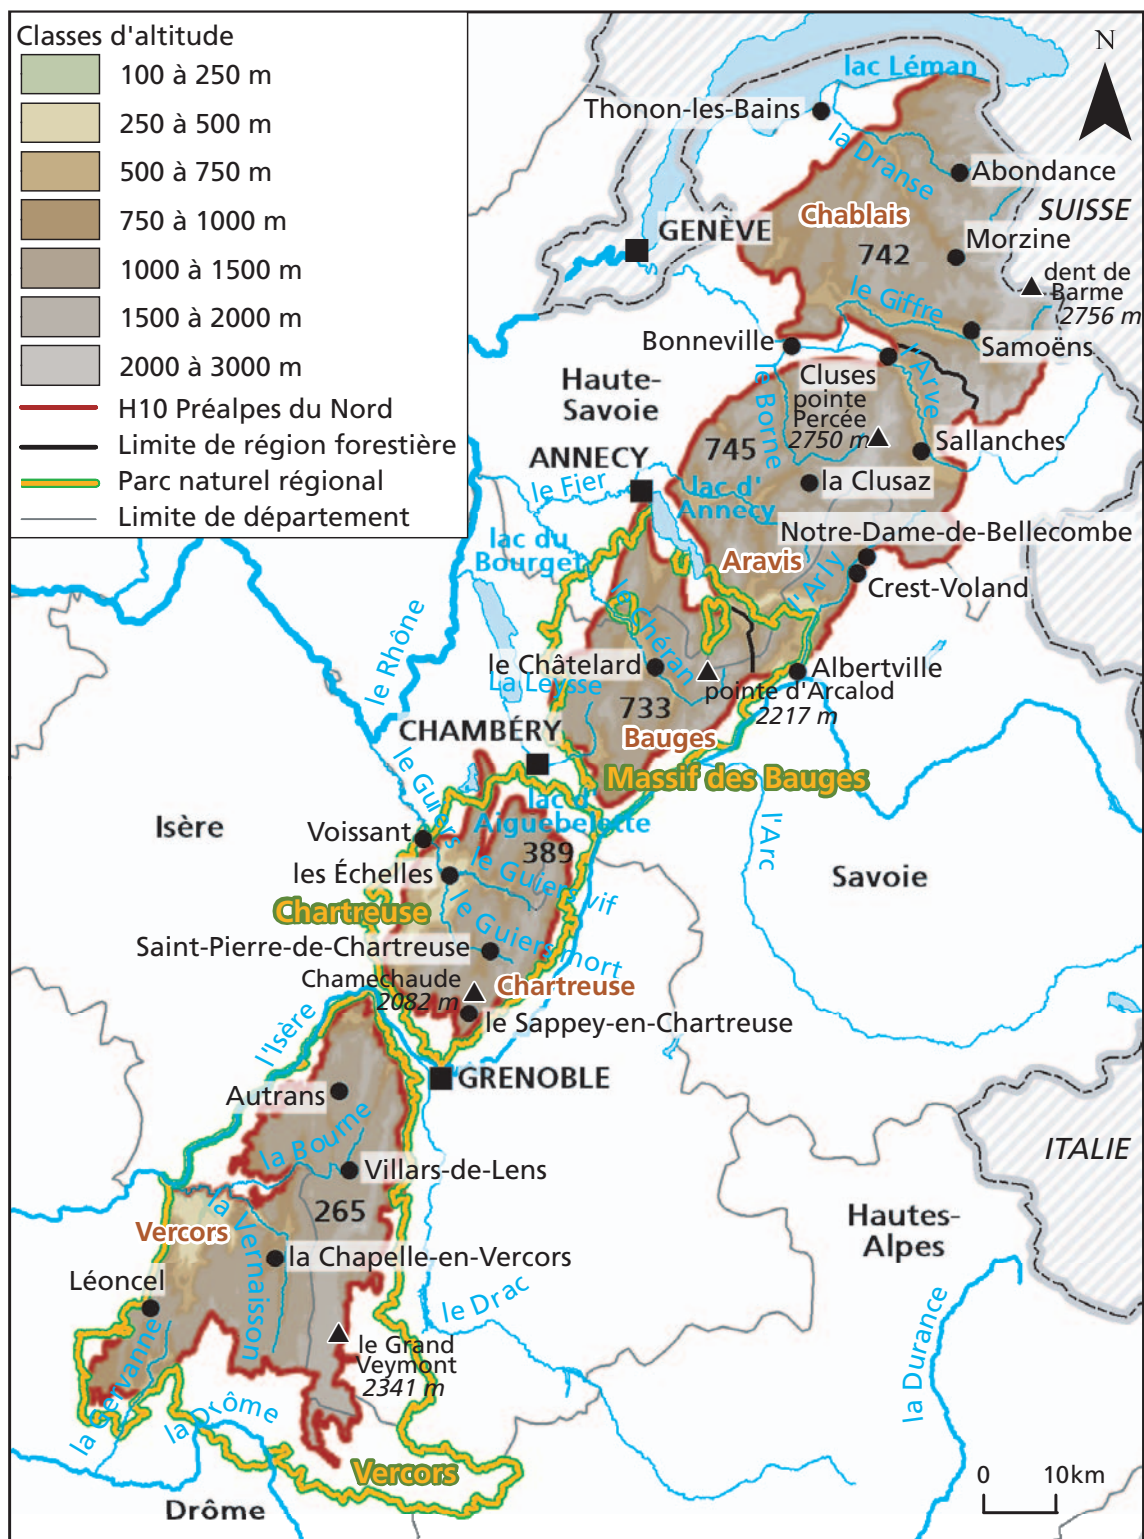 Classes d'altitude
100 à 250 m
250 à 500 m
500 à 750 m
750 à 1000 m
1000 à 1500 m
1500 à 2000 m
2000 à 3000 m
H10 Préalpes du Nord
Limite de région forestière
Parc naturel régional
Limite de département
N
lac Léman
Thonon-les-Bains
la Dranse
Abondance
SUISSE
Chablais
GENÈVE
742
Morzine
dent de
Barme
2756 m
le Giffre
Bonneville
Samoëns
l'Arve
Cluses
Haute-
Savoie
le Borne
pointe
Percée
2750 m
745
Sallanches
ANNECY
le Fier
lac d'
Annecy
la Clusaz
lac du
Bourget
Notre-Dame-de-Bellecombe
Aravis
l'Arly
Crest-Voland
le Rhône
le Chéran
le Châtelard
Albertville
La Leysse
pointe d'Arcalod
2217 m
733
CHAMBÉRY
Bauges
Massif des Bauges
le Guiers
lac d'
Aiguebelette
l'Arc
Isère
Voissant
389
les Échelles
le Guiers vif
Savoie
Chartreuse
le Guiers mort
Saint-Pierre-de-Chartreuse
Chamechaude
2082 m
Chartreuse
le Sappey-en-Chartreuse
l'Isère
GRENOBLE
Autrans
la Bourne
ITALIE
Villars-de-Lens
265
Hautes-
Alpes
Vercors
la Vernaisson
la Chapelle-en-Vercors
Léoncel
le Drac
la Durance
le Grand
Veymont
2341 m
la Gervanne
la Drôme
Vercors
Drôme
0 10 km